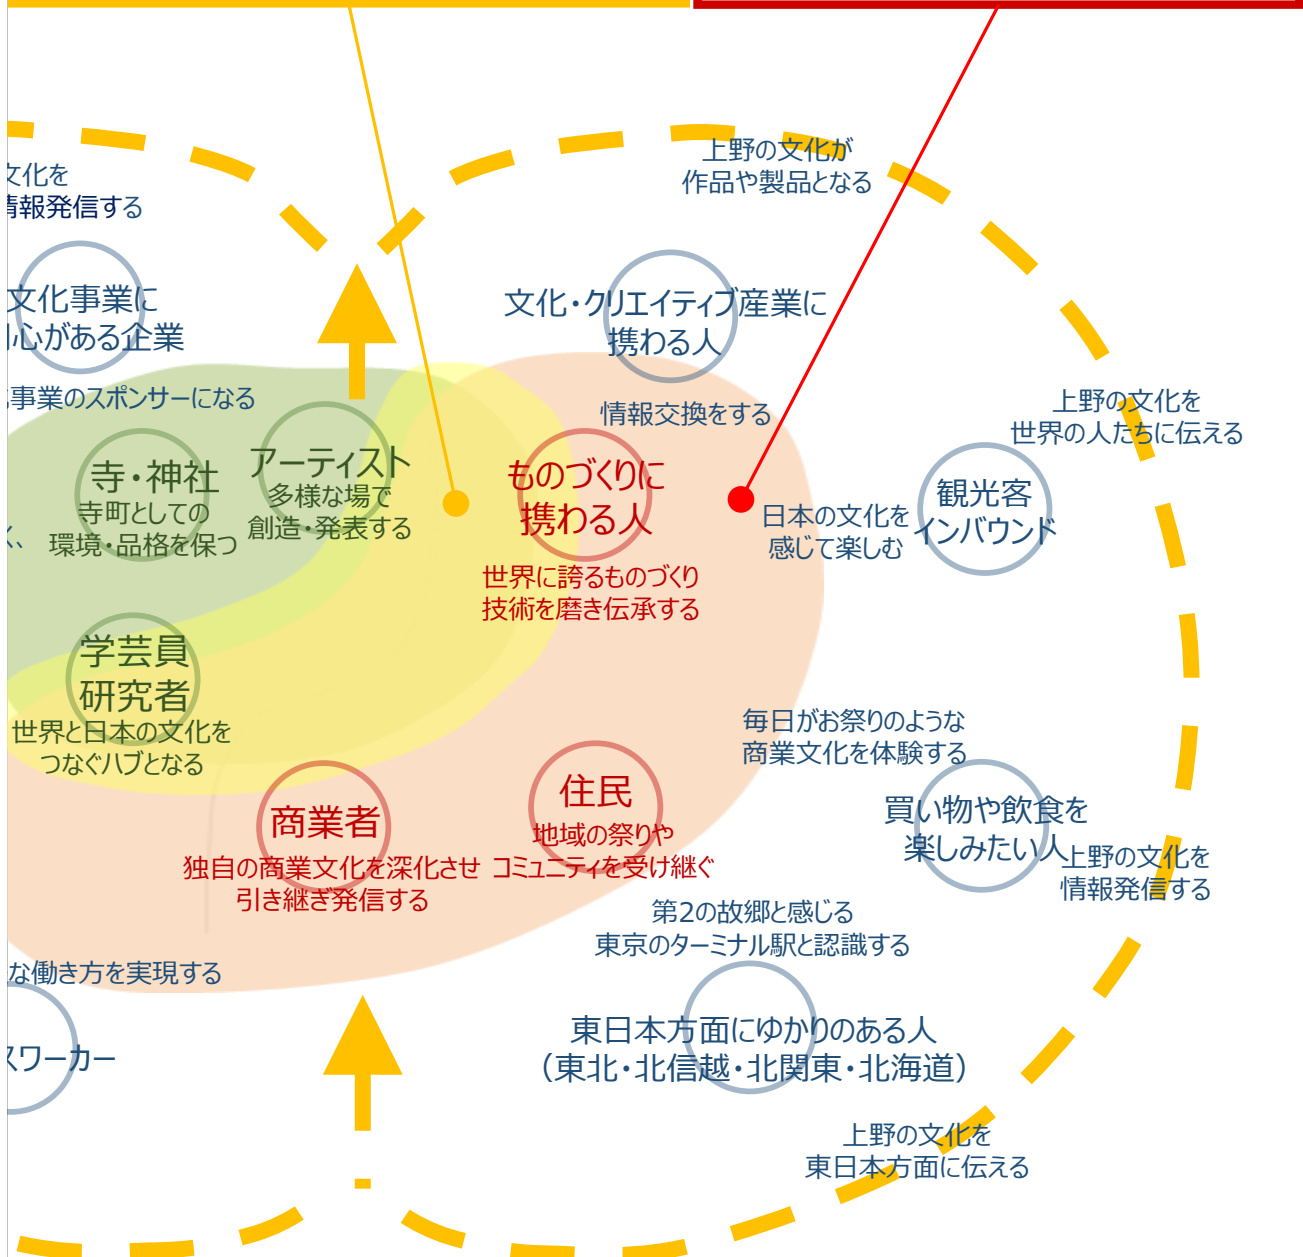 上野の文化が
作品や製品となる
文化を
情報発信する
文化事業に
心がある企業
事業のスポンサーになる
文化・クリエイティブ産業に
携わる人
情報交換をする
上野の文化を
世界の人たちに伝える
寺・神社
寺町としての
環境・品格を保つ
アーティスト
多様な場で
創造・発表する
ものづくりに
携わる人
世界に誇るものづくり
技術を磨き伝承する
日本の文化を
感じて楽しむ
観光客
インバウンド
学芸員
研究者
世界と日本の文化を
つなぐハブとなる
毎日がお祭りのような
商業文化を体験する
買い物や飲食を
楽しみたい人
上野の文化を
情報発信する
商業者
独自の商業文化を深化させ
引き継ぎ発信する
住民
地域の祭りや
コミュニティを受け継ぐ
第2の故郷と感じる
東京のターミナル駅と認識する
な働き方を実現する
スワーカー
東日本方面にゆかりのある人
（東北・北信越・北関東・北海道）
上野の文化を
東日本方面に伝える